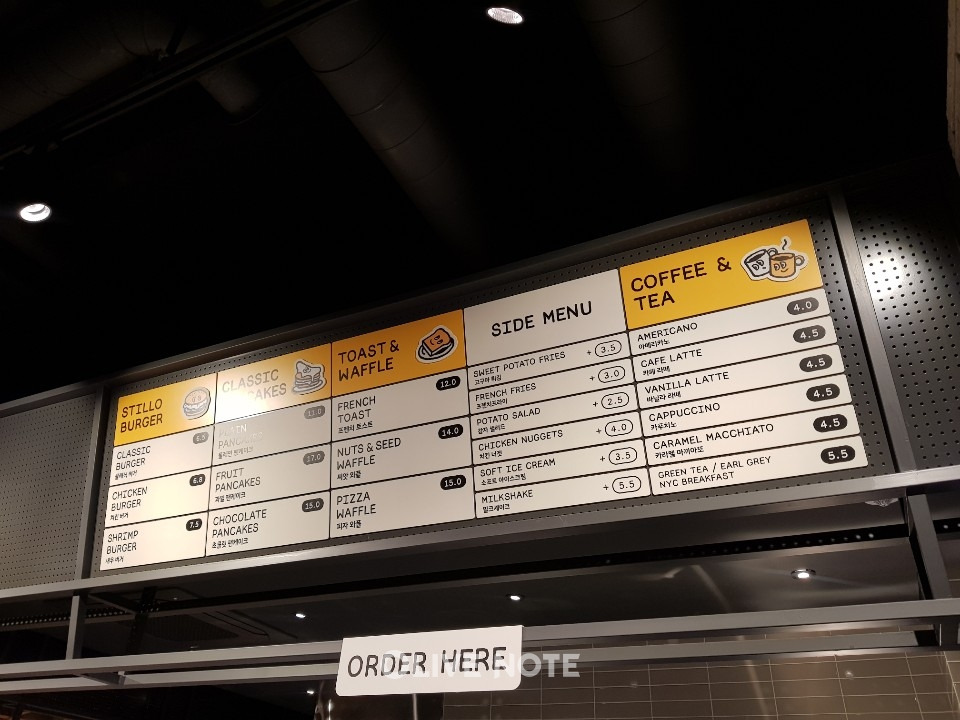 STILLO
BURGER
CLASSIC
BURGER
6.5
클래식 버거
CHICKEN
BURGER
6.8
치킨 버거
SHRIMP
BURGER
7.5
새우 버거
CLASSIC
CAKES
PLAIN
PANCAKES
FRUIT
PANCAKES
17.0
과일 팬케이크
CHOCOLATE
PANCAKES
15.0
초콜릿 팬케이크
TOAST &
WAFFLE
FRENCH
TOAST
12.0
프렌치 토스트
NUTS & SEED
WAFFLE
14.0
씨앗 와플
PIZZA
WAFFLE
15.0
피자 와플
SIDE MENU
SWEET POTATO FRIES + 3.5
고구마 튀김
FRENCH FRIES + 3.0
프렌치프라이
POTATO SALAD + 2.5
감자 샐러드
CHICKEN NUGGETS + 4.0
치킨 너겟
SOFT ICE CREAM + 3.5
소프트 아이스크림
MILKSHAKE + 5.5
밀크쉐이크
COFFEE &
TEA
AMERICANO 4.0
아메리카노
CAFE LATTE 4.5
카페 라떼
VANILLA LATTE 4.5
바닐라 라떼
CAPPUCCINO 4.5
카푸치노
CARAMEL MACCHIATO 4.5
카라멜 마끼아또
GREEN TEA / EARL GREY 5.5
NYC BREAKFAST
ORDER HERE
LIVE NOTE